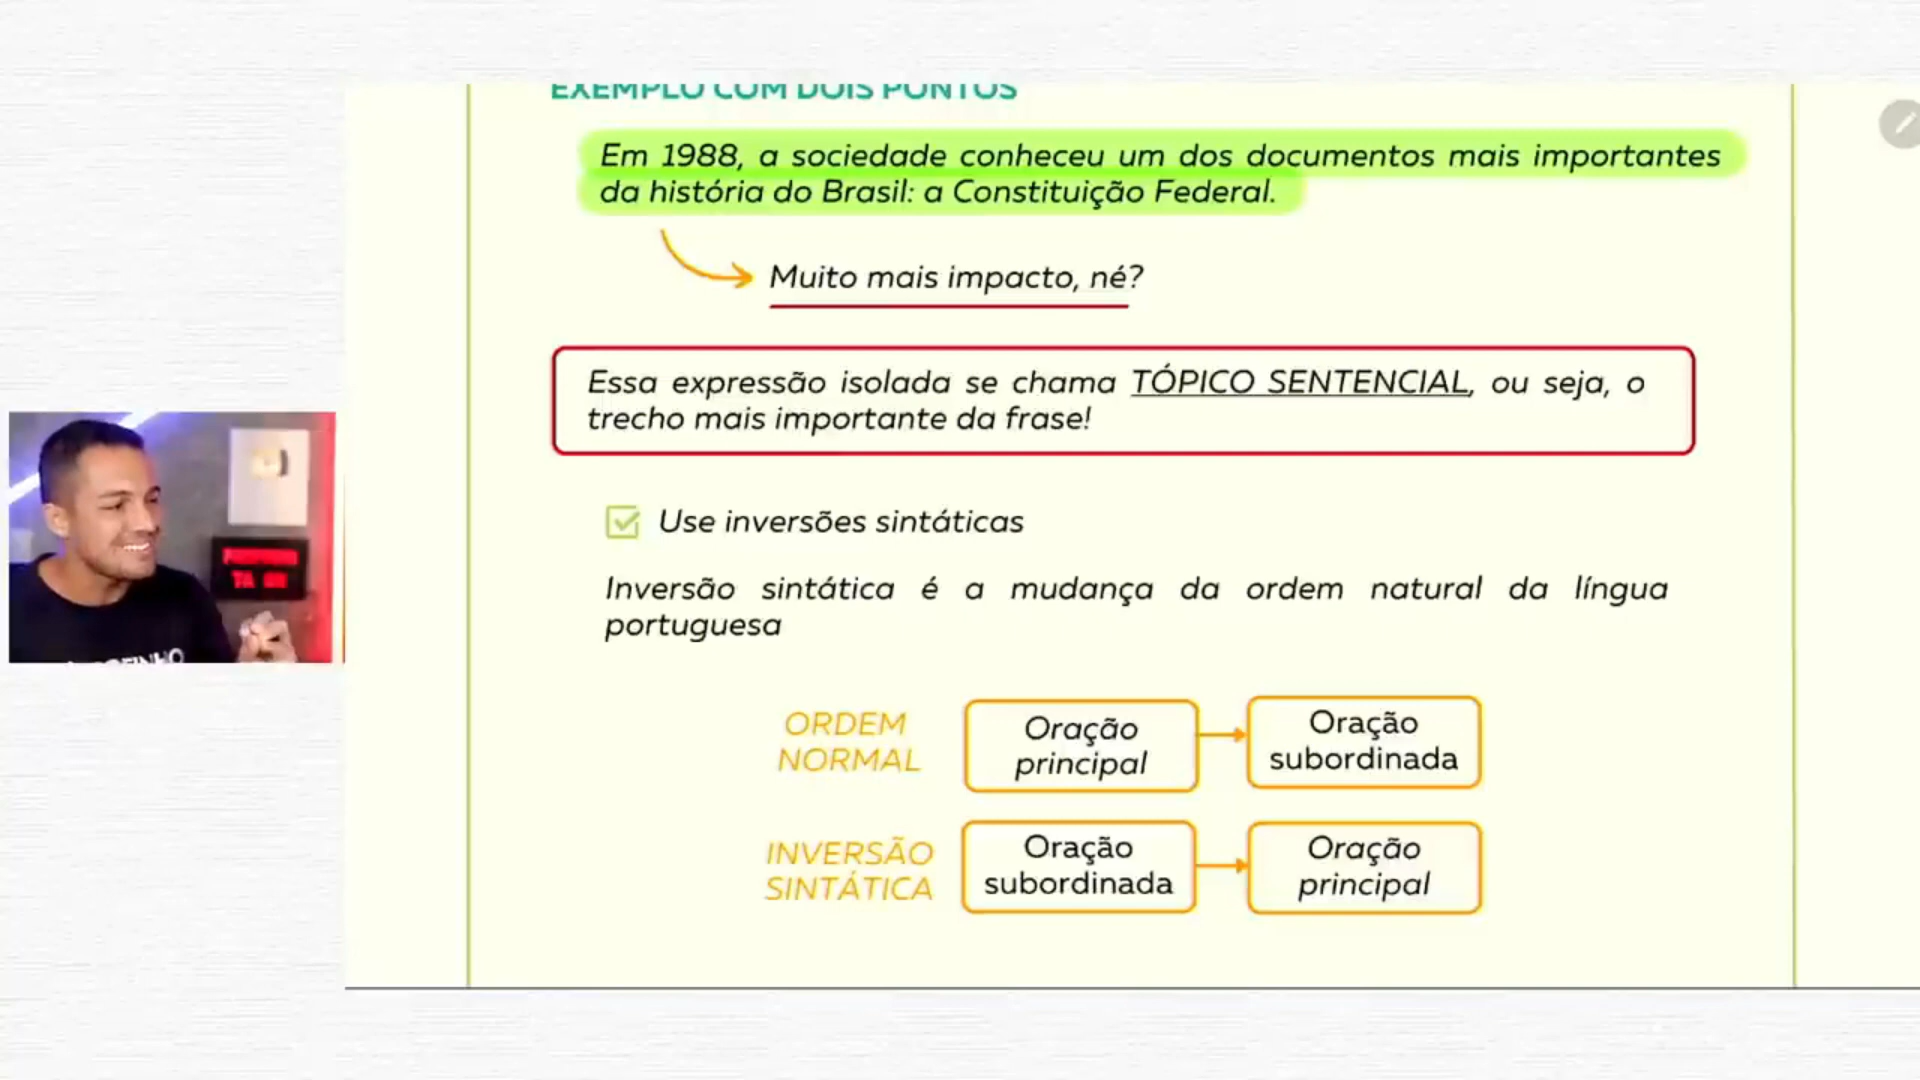 EXEMPLO COM DOIS PONTOS
Em 1988, a sociedade conheceu um dos documentos mais importantes
da história do Brasil: a Constituição Federal.
Muito mais impacto, né?
Essa expressão isolada se chama TÓPICO SENTENCIAL, ou seja, o
trecho mais importante da frase!
Use inversões sintáticas
Inversão sintática é a mudança da ordem natural da língua
portuguesa
ORDEM
NORMAL
Oração
principal
Oração
subordinada
INVERSÃO
SINTÁTICA
Oração
subordinada
Oração
principal